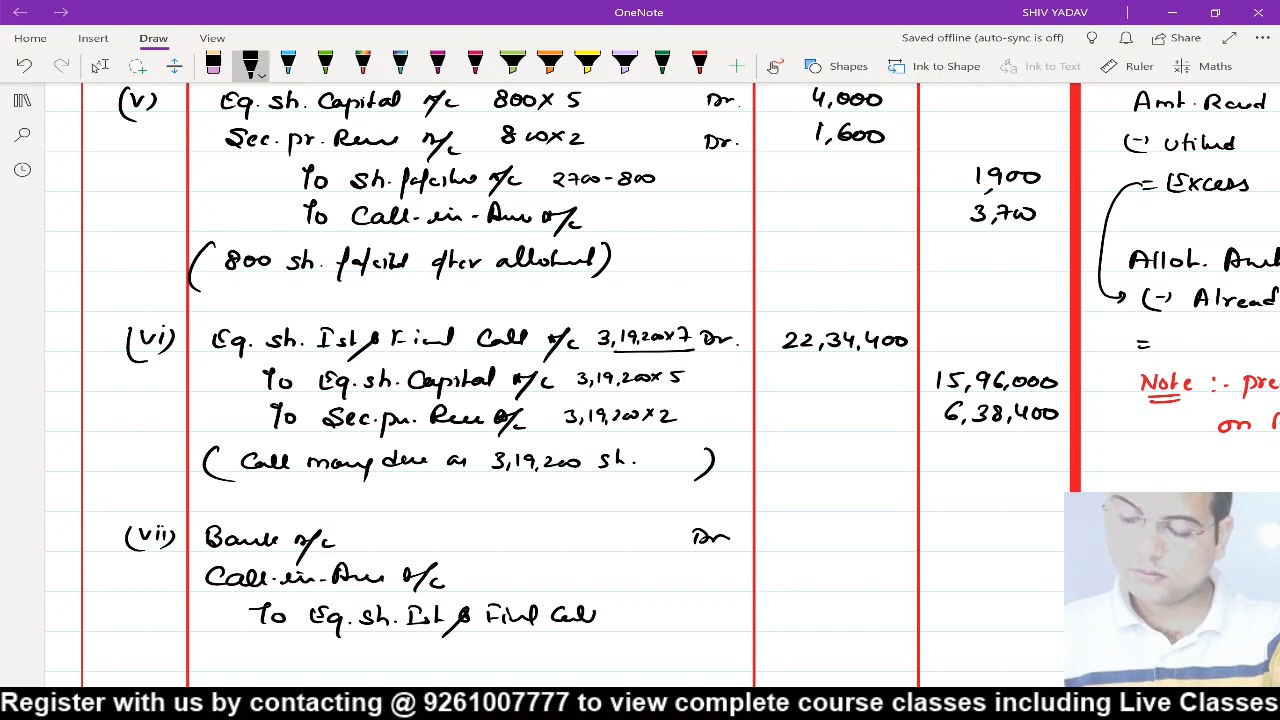 OneNote
SHIV YADAV
Home Insert Draw View
Saved offline (auto-sync is off) Share
Shapes Ink to Shape Ink to Text Ruler Maths
(v) Eq. sh. Capital A/c 800 x 5 Dr. 4,000
Sec. pr. Resv A/c 800 x 2 Dr. 1,600
To Sh. A/c 2700 - 800 1,900
To Call-in-Arr A/c 3,700
(800 sh. after allotment)
(vi) Eq. sh. Ist & Final Call A/c 3,19,200 x 7 Dr. 22,34,400
To Eq. sh. Capital A/c 3,19,200 x 5 15,96,000
To Sec. pr. Resv A/c 3,19,200 x 2 6,38,400
(Call money due on 3,19,200 sh.)
(vii) Bank A/c Dr
Call-in-Arr A/c
To Eq. sh. Ist & Final Call
Amt. Recvd
(-) Utilised
= Excess
Allot. Amt
(-) Alread
=
Note :- pre
on
Register with us by contacting @ 9261007777 to view complete course classes including Live Classes